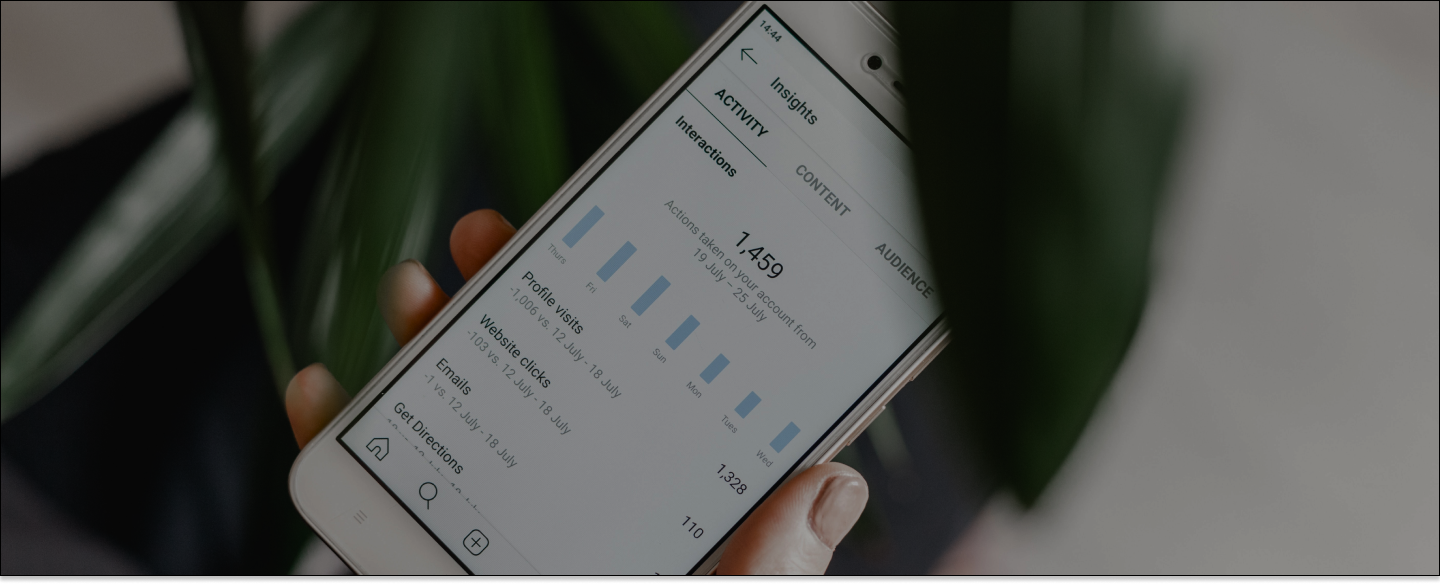 14:44
Insights
ACTIVITY
CONTENT
AUDIENCE
Interactions
1,459
Actions taken on your account from
19 July – 25 July
Thurs
Fri
Sat
Sun
Mon
Tues
Wed
Profile visits
1,328
-1,006 vs. 12 July - 18 July
Website clicks
110
-103 vs. 12 July - 18 July
Emails
-1 vs. 12 July - 18 July
Get Directions